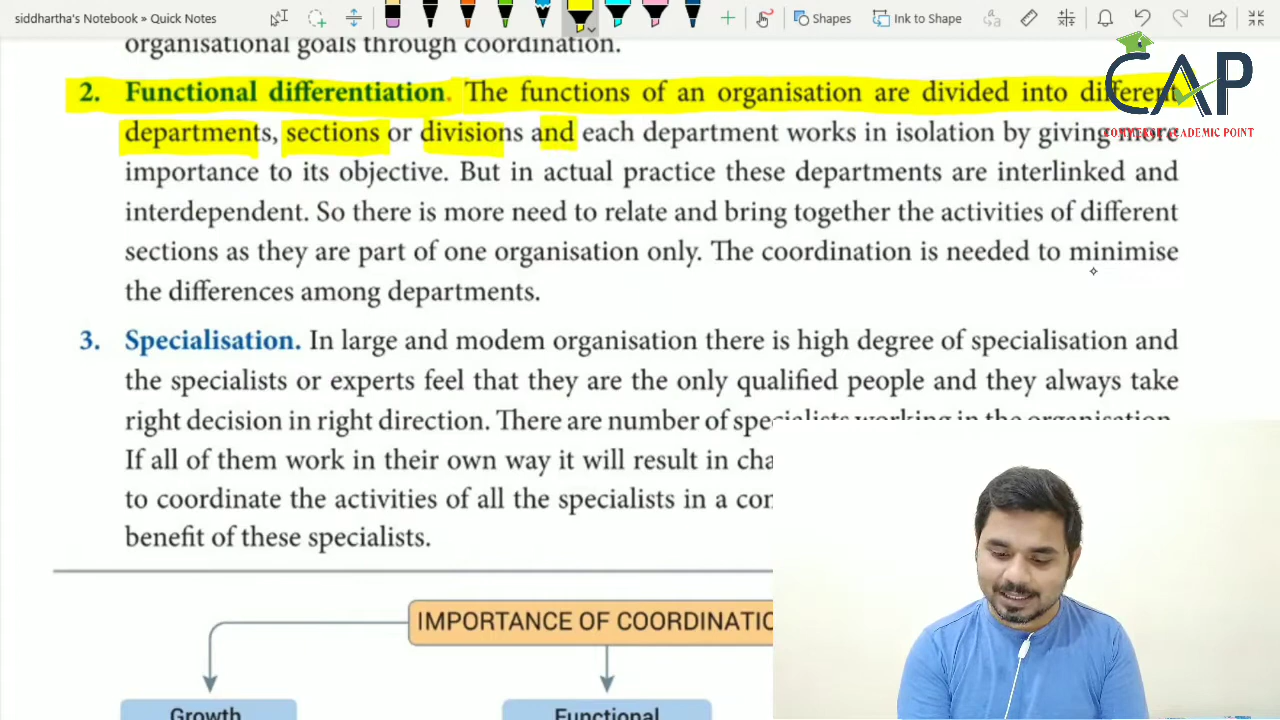 siddhartha's Notebook » Quick Notes
Shapes
Ink to Shape
organisational goals through coordination.
CAP
COMMERCE ACADEMIC POINT
2. Functional differentiation. The functions of an organisation are divided into different
departments, sections or divisions and each department works in isolation by giving more
importance to its objective. But in actual practice these departments are interlinked and
interdependent. So there is more need to relate and bring together the activities of different
sections as they are part of one organisation only. The coordination is needed to minimise
the differences among departments.
3. Specialisation. In large and modem organisation there is high degree of specialisation and
the specialists or experts feel that they are the only qualified people and they always take
right decision in right direction. There are number of specialists working in the organisation.
If all of them work in their own way it will result in
to coordinate the activities of all the specialists in a
benefit of these specialists.
IMPORTANCE OF
Growth
Functional